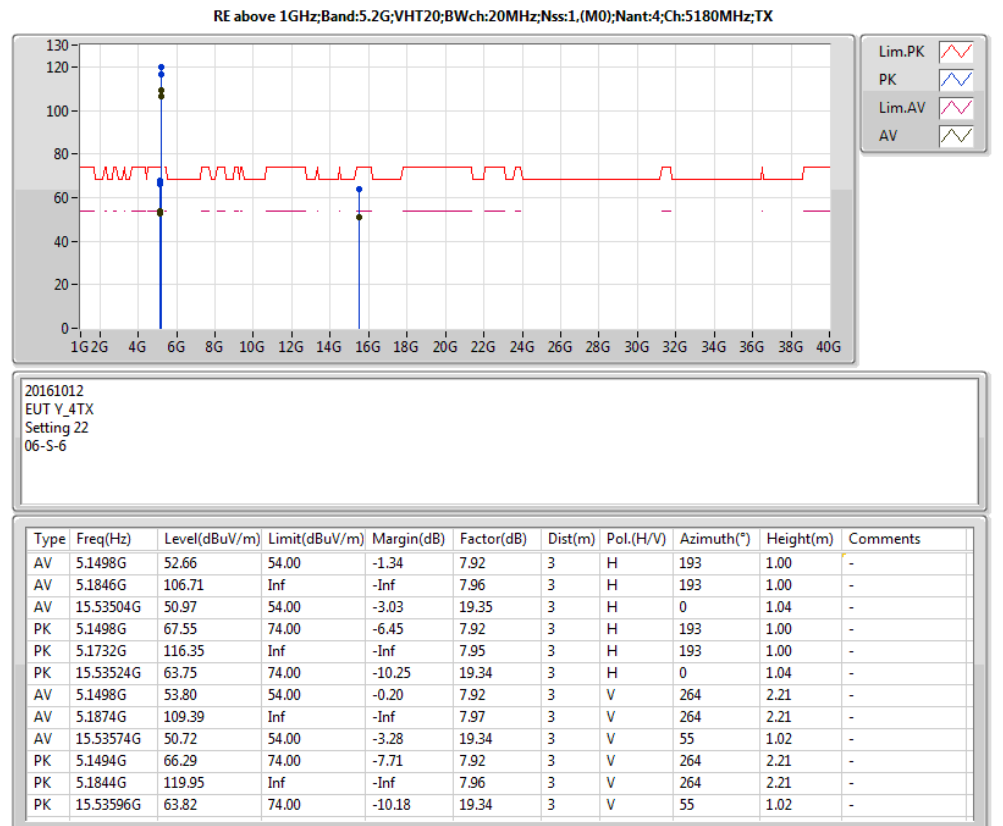 RE above 1GHz;Band:5.2G;VHT20;BWch:20MHz;Nss:1,(M0);Nant:4;Ch:5180MHz;TX
130
120
100
80
60
40
20
0
1G 2G 4G 6G 8G 10G 12G 14G 16G 18G 20G 22G 24G 26G 28G 30G 32G 34G 36G 38G 40G
Lim.PK
PK
Lim.AV
AV
20161012
EUT Y_4TX
Setting 22
06-S-6
Type Freq(Hz) Level(dBuV/m) Limit(dBuV/m) Margin(dB) Factor(dB) Dist(m) Pol.(H/V) Azimuth(°) Height(m) Comments
AV 5.1498G 52.66 54.00 -1.34 7.92 3 H 193 1.00 -
AV 5.1846G 106.71 Inf -Inf 7.96 3 H 193 1.00 -
AV 15.53504G 50.97 54.00 -3.03 19.35 3 H 0 1.04 -
PK 5.1498G 67.55 74.00 -6.45 7.92 3 H 193 1.00 -
PK 5.1732G 116.35 Inf -Inf 7.95 3 H 193 1.00 -
PK 15.53524G 63.75 74.00 -10.25 19.34 3 H 0 1.04 -
AV 5.1498G 53.80 54.00 -0.20 7.92 3 V 264 2.21 -
AV 5.1874G 109.39 Inf -Inf 7.97 3 V 264 2.21 -
AV 15.53574G 50.72 54.00 -3.28 19.34 3 V 55 1.02 -
PK 5.1494G 66.29 74.00 -7.71 7.92 3 V 264 2.21 -
PK 5.1844G 119.95 Inf -Inf 7.96 3 V 264 2.21 -
PK 15.53596G 63.82 74.00 -10.18 19.34 3 V 55 1.02 -